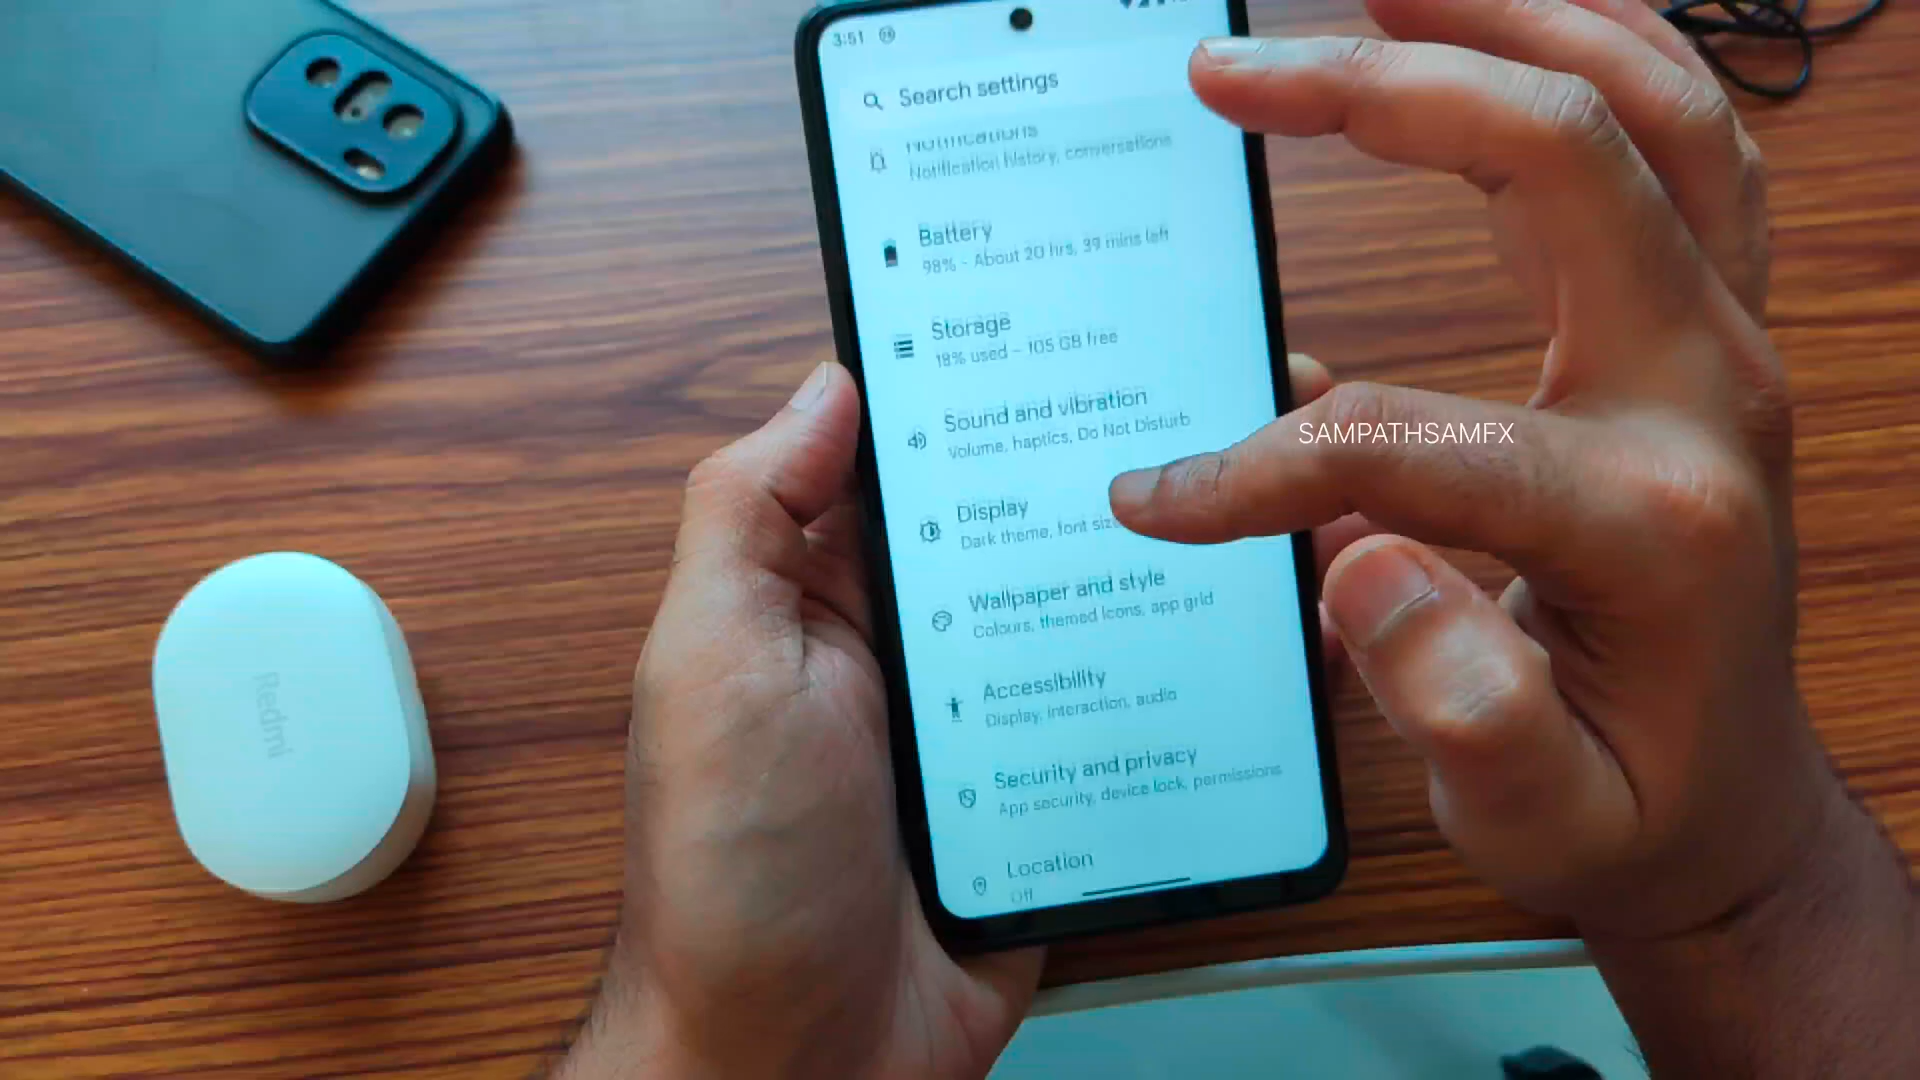 3:51
Search settings
Notifications
Notification history, conversations
Battery
98% - About 20 hrs, 39 mins left
Storage
18% used - 105 GB free
Sound and vibration
Volume, haptics, Do Not Disturb
SAMPATHSAMFX
Display
Dark theme, font size
Wallpaper and style
Colours, themed icons, app grid
Accessibility
Display, interaction, audio
Security and privacy
App security, device lock, permissions
Location
Off
Redmi